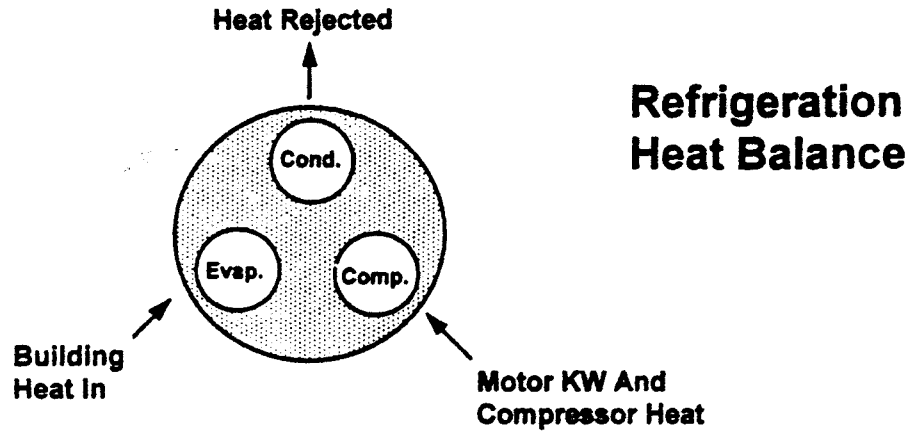 Heat Rejected
Refrigeration
Heat Balance
Cond.
Evap.
Comp.
Building
Heat In
Motor KW And
Compressor Heat